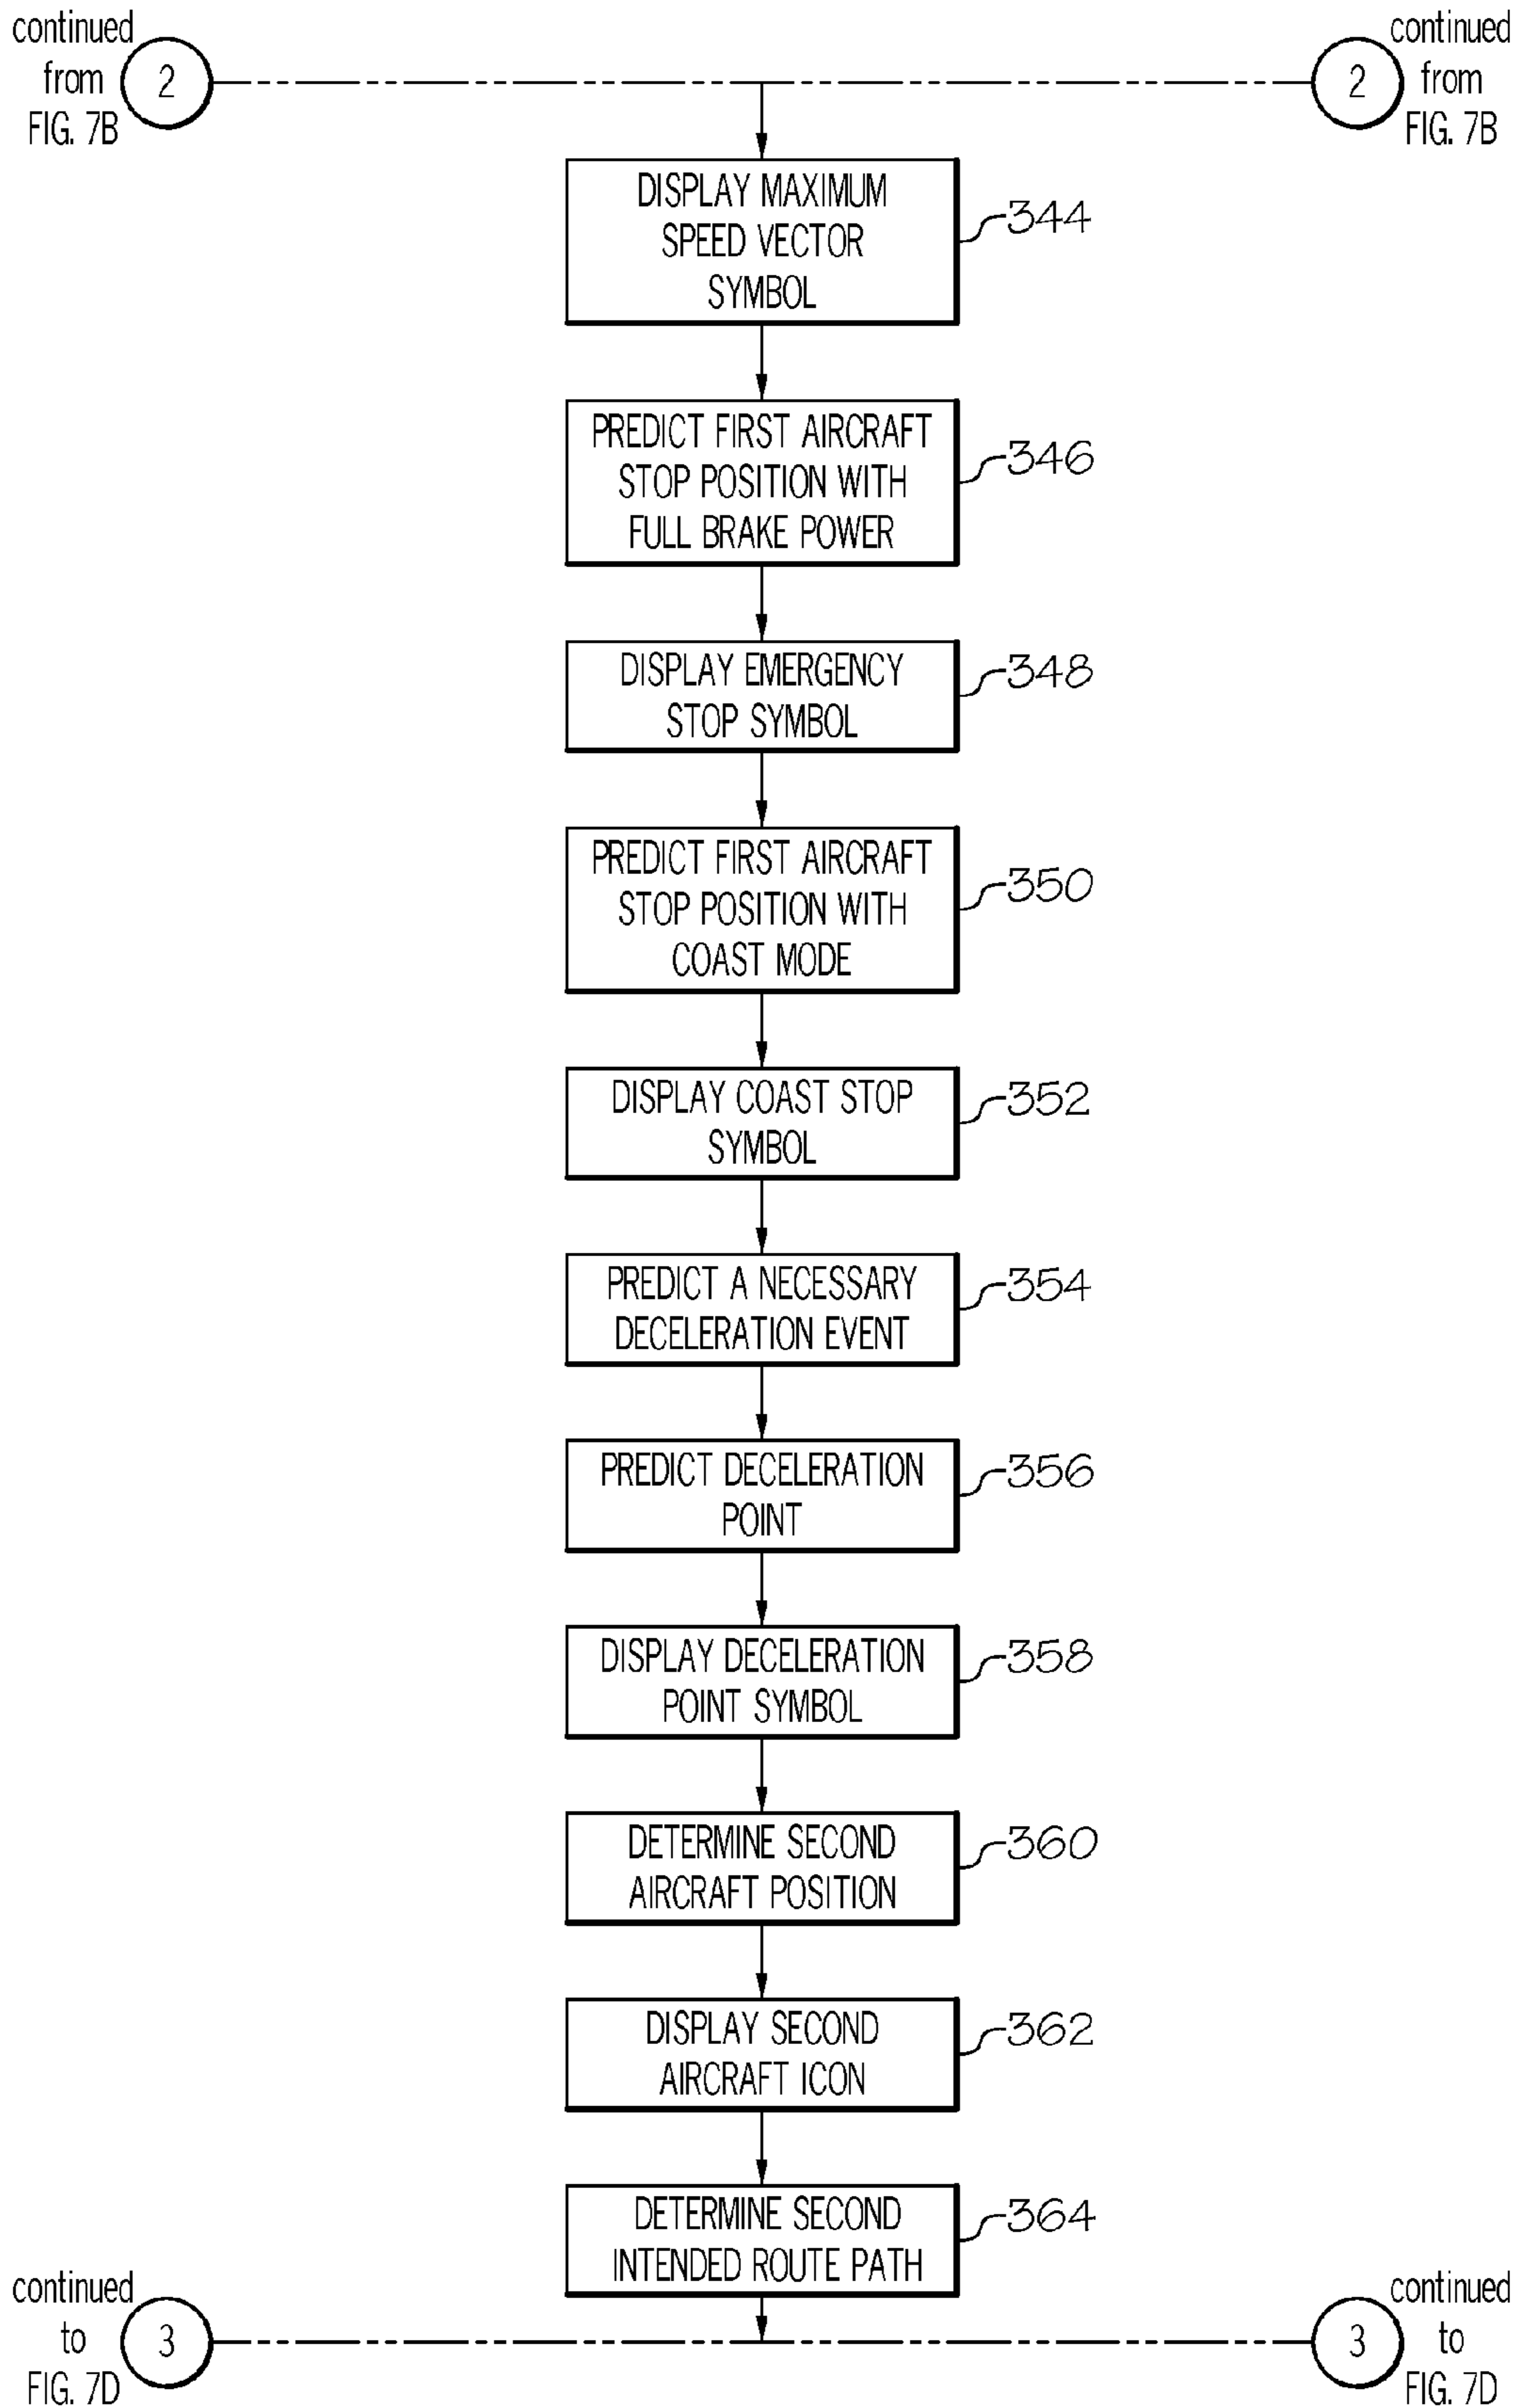 continued
from
FIG. 7B
2
2
continued
from
FIG. 7B
DISPLAY MAXIMUM
SPEED VECTOR
SYMBOL
344
PREDICT FIRST AIRCRAFT
STOP POSITION WITH
FULL BRAKE POWER
346
DISPLAY EMERGENCY
STOP SYMBOL
348
PREDICT FIRST AIRCRAFT
STOP POSITION WITH
COAST MODE
350
DISPLAY COAST STOP
SYMBOL
352
PREDICT A NECESSARY
DECELERATION EVENT
354
PREDICT DECELERATION
POINT
356
DISPLAY DECELERATION
POINT SYMBOL
358
DETERMINE SECOND
AIRCRAFT POSITION
360
DISPLAY SECOND
AIRCRAFT ICON
362
DETERMINE SECOND
INTENDED ROUTE PATH
364
continued
to
FIG. 7D
3
3
continued
to
FIG. 7D